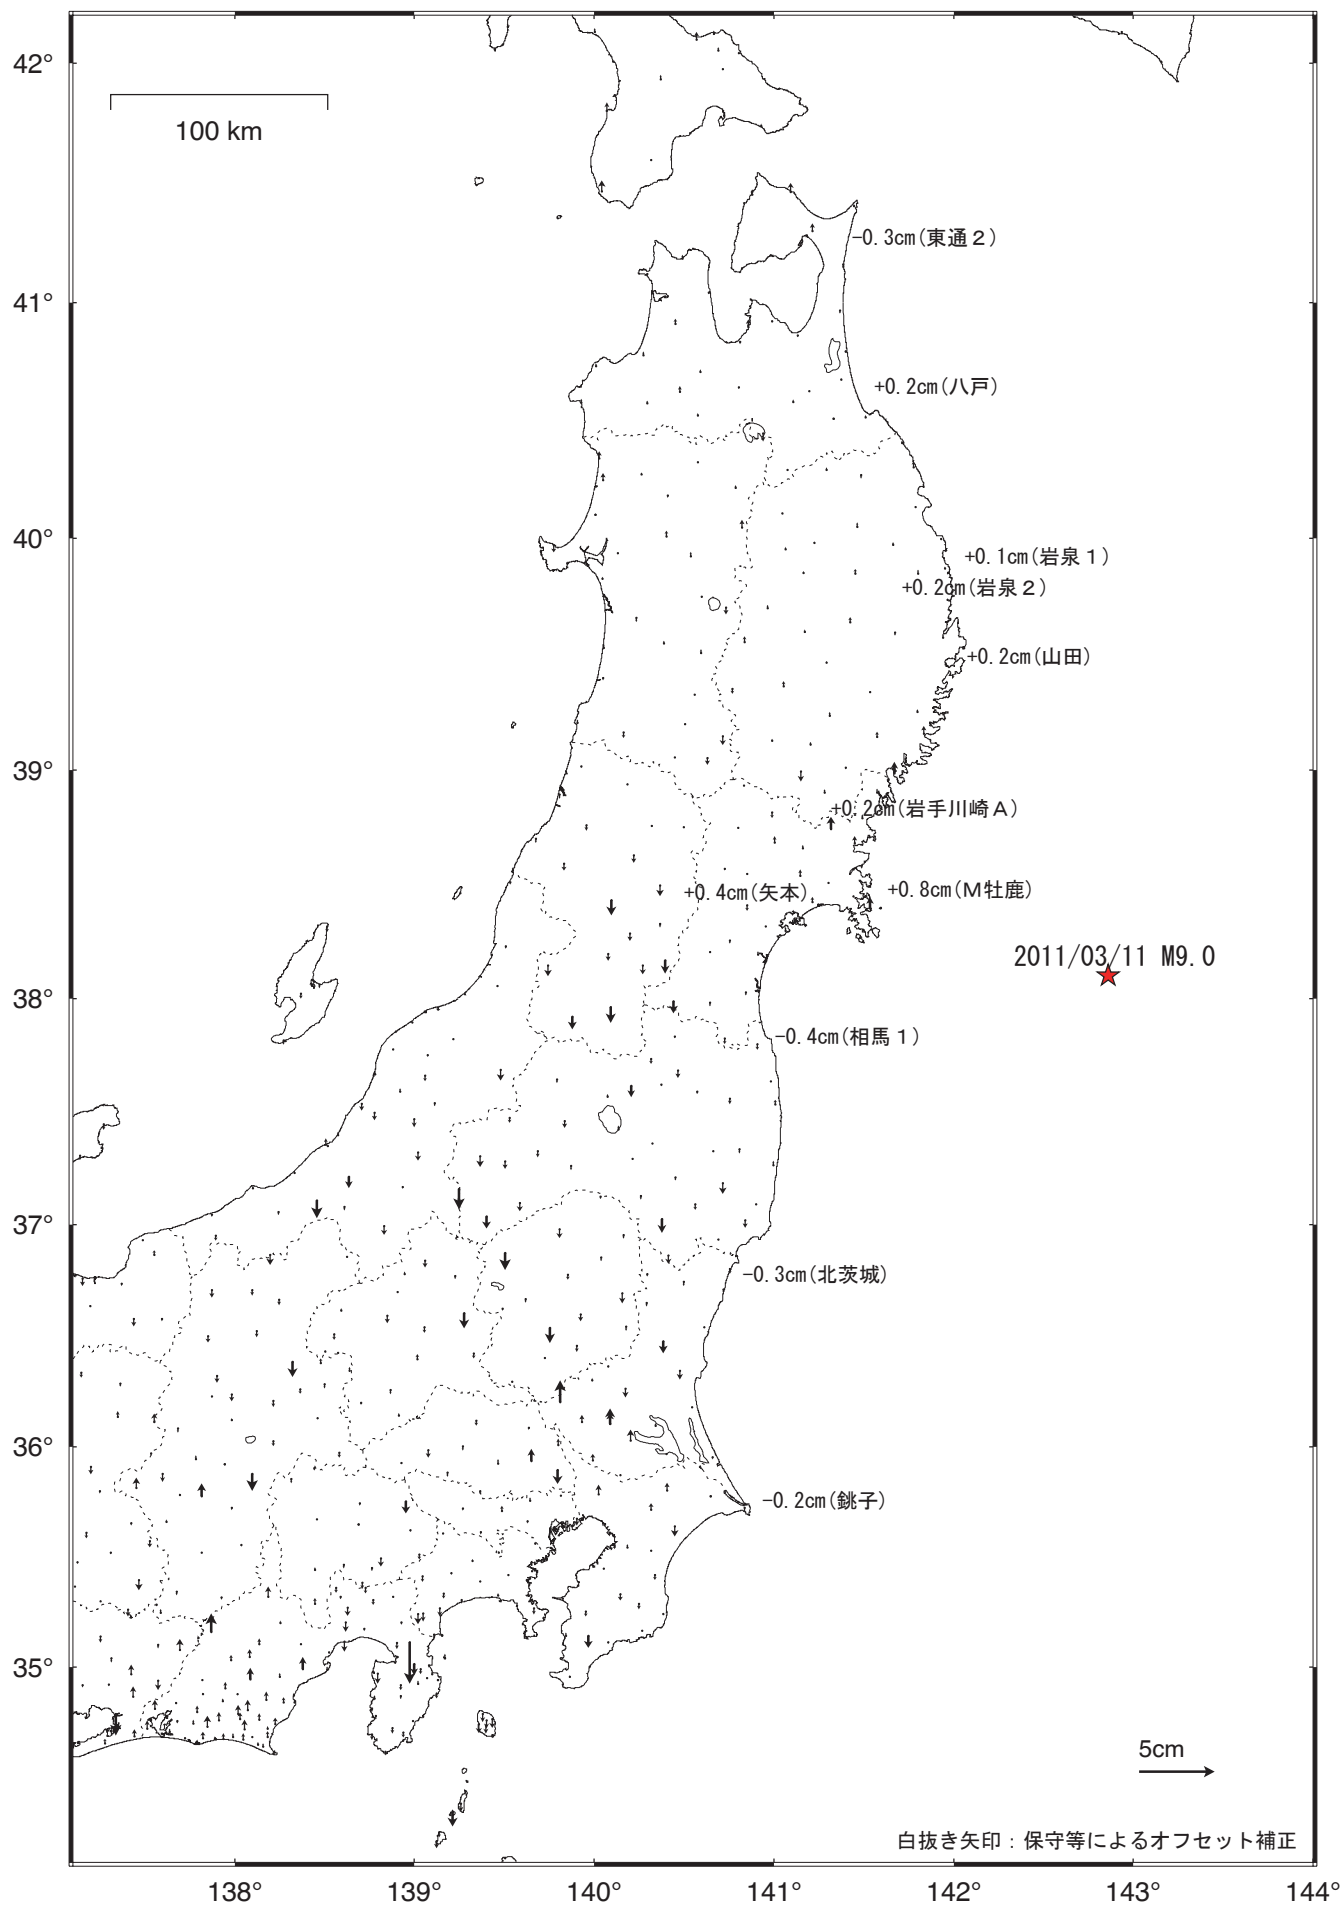 42°
100 km
-0.3cm(東通２)
41°
+0.2cm(八戸)
40°
+0.1cm(岩泉１)
+0.2cm(岩泉２)
+0.2cm(山田)
39°
+0.2cm(岩手川崎Ａ)
+0.4cm(矢本)
+0.8cm(Ｍ牡鹿)
2011/03/11 M9.0
38°
-0.4cm(相馬１)
37°
-0.3cm(北茨城)
36°
-0.2cm(銚子)
35°
5cm
白抜き矢印：保守等によるオフセット補正
138° 139° 140° 141° 142° 143° 144°